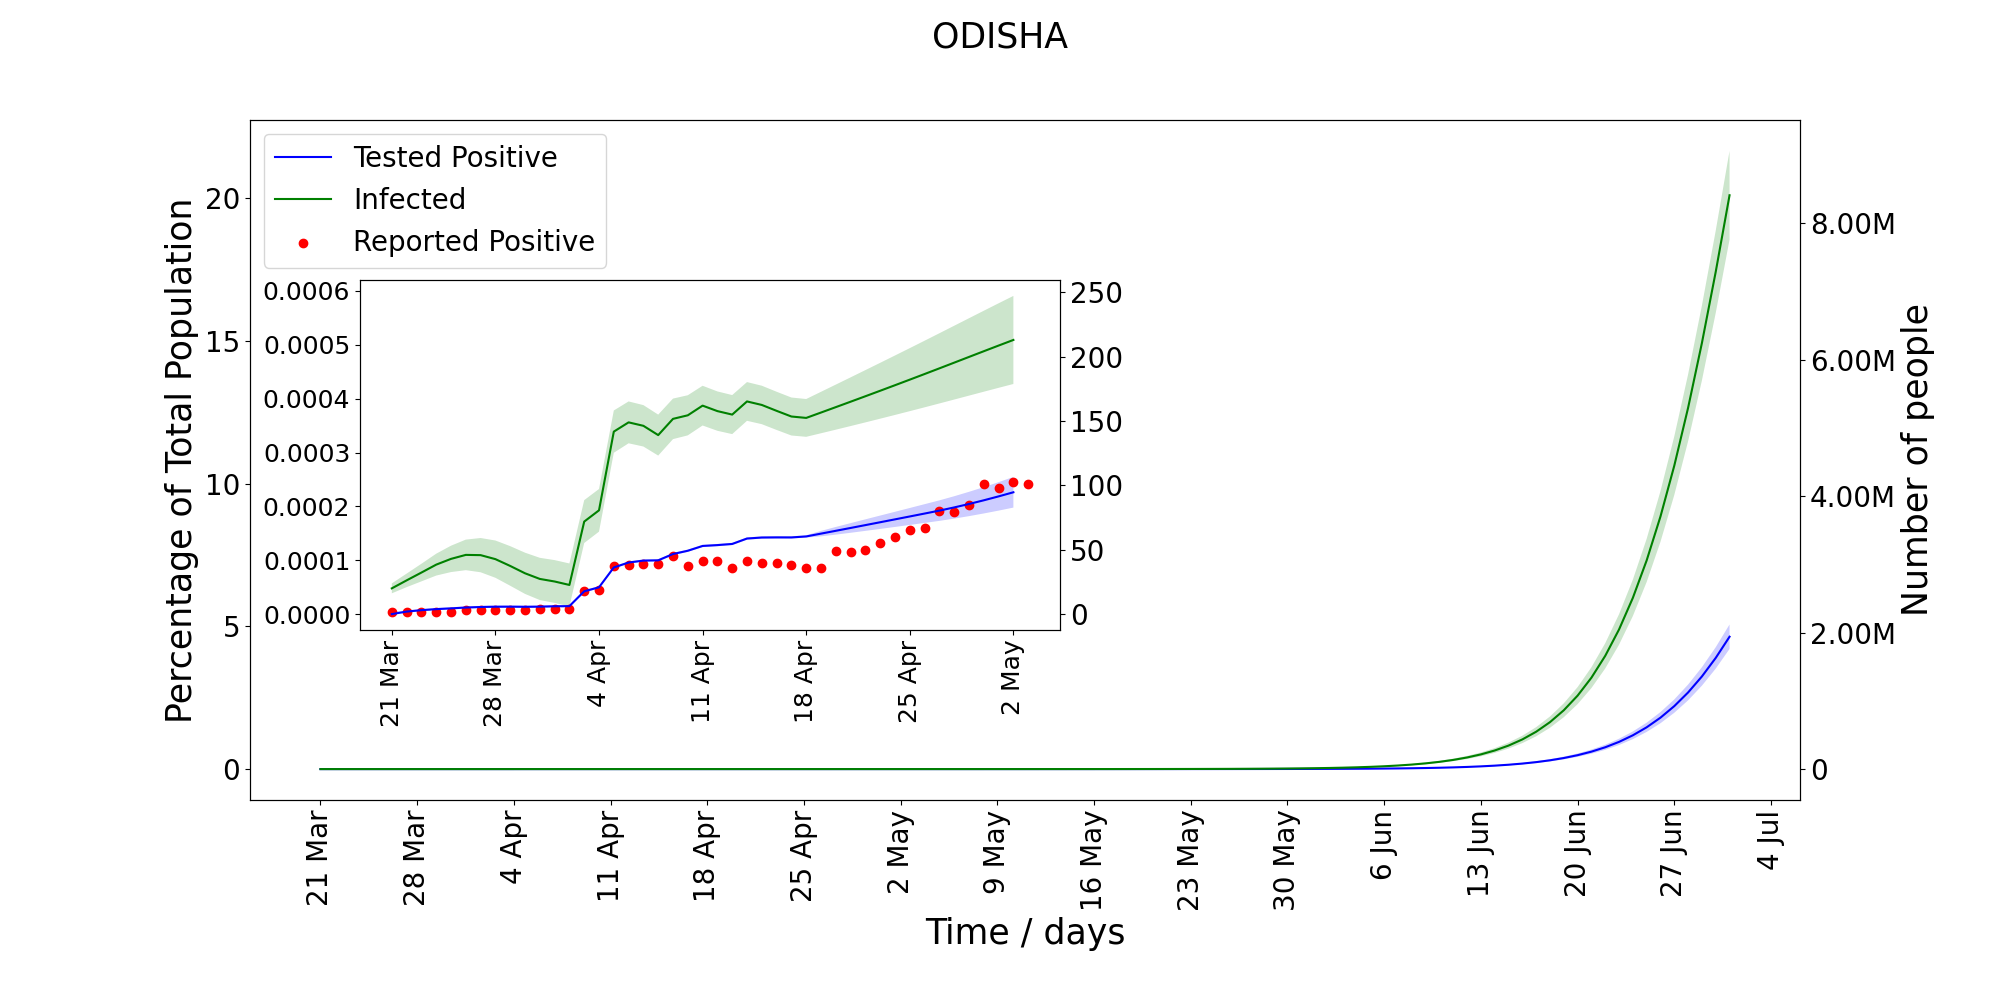 ODISHA
Tested Positive
Infected
Reported Positive
Percentage of Total Population
20
15
10
5
0
0.0006
0.0005
0.0004
0.0003
0.0002
0.0001
0.0000
250
200
150
100
50
0
21 Mar
28 Mar
4 Apr
11 Apr
18 Apr
25 Apr
2 May
8.00M
6.00M
4.00M
2.00M
0
Number of people
21 Mar
28 Mar
4 Apr
11 Apr
18 Apr
25 Apr
2 May
9 May
16 May
23 May
30 May
6 Jun
13 Jun
20 Jun
27 Jun
4 Jul
Time / days